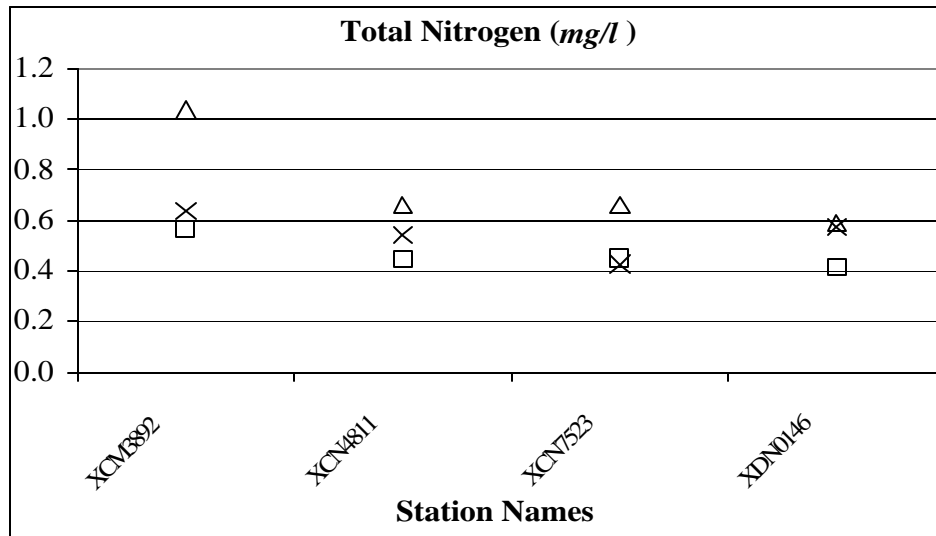 Total Nitrogen (mg/l )
1.2
1.0
0.8
0.6
0.4
0.2
0.0
XCM3892
XCN4811
XCN7523
XDN0146
Station Names